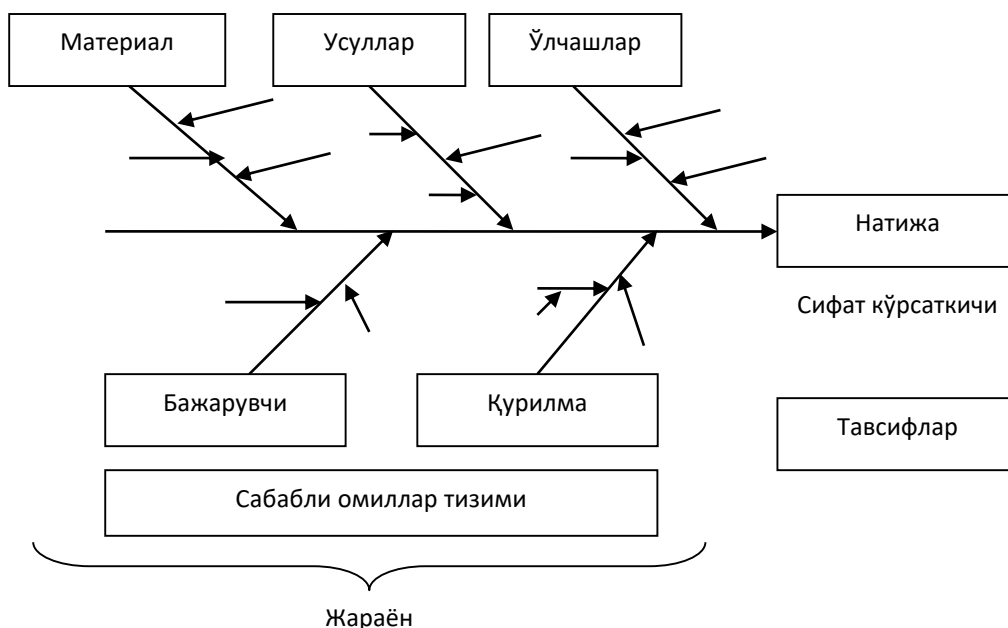 Материал
Усуллар
Ўлчашлар
Натижа
Сифат кўрсаткичи
Бажарувчи
Қурилма
Тавсифлар
Сабабли омиллар тизими
Жараён